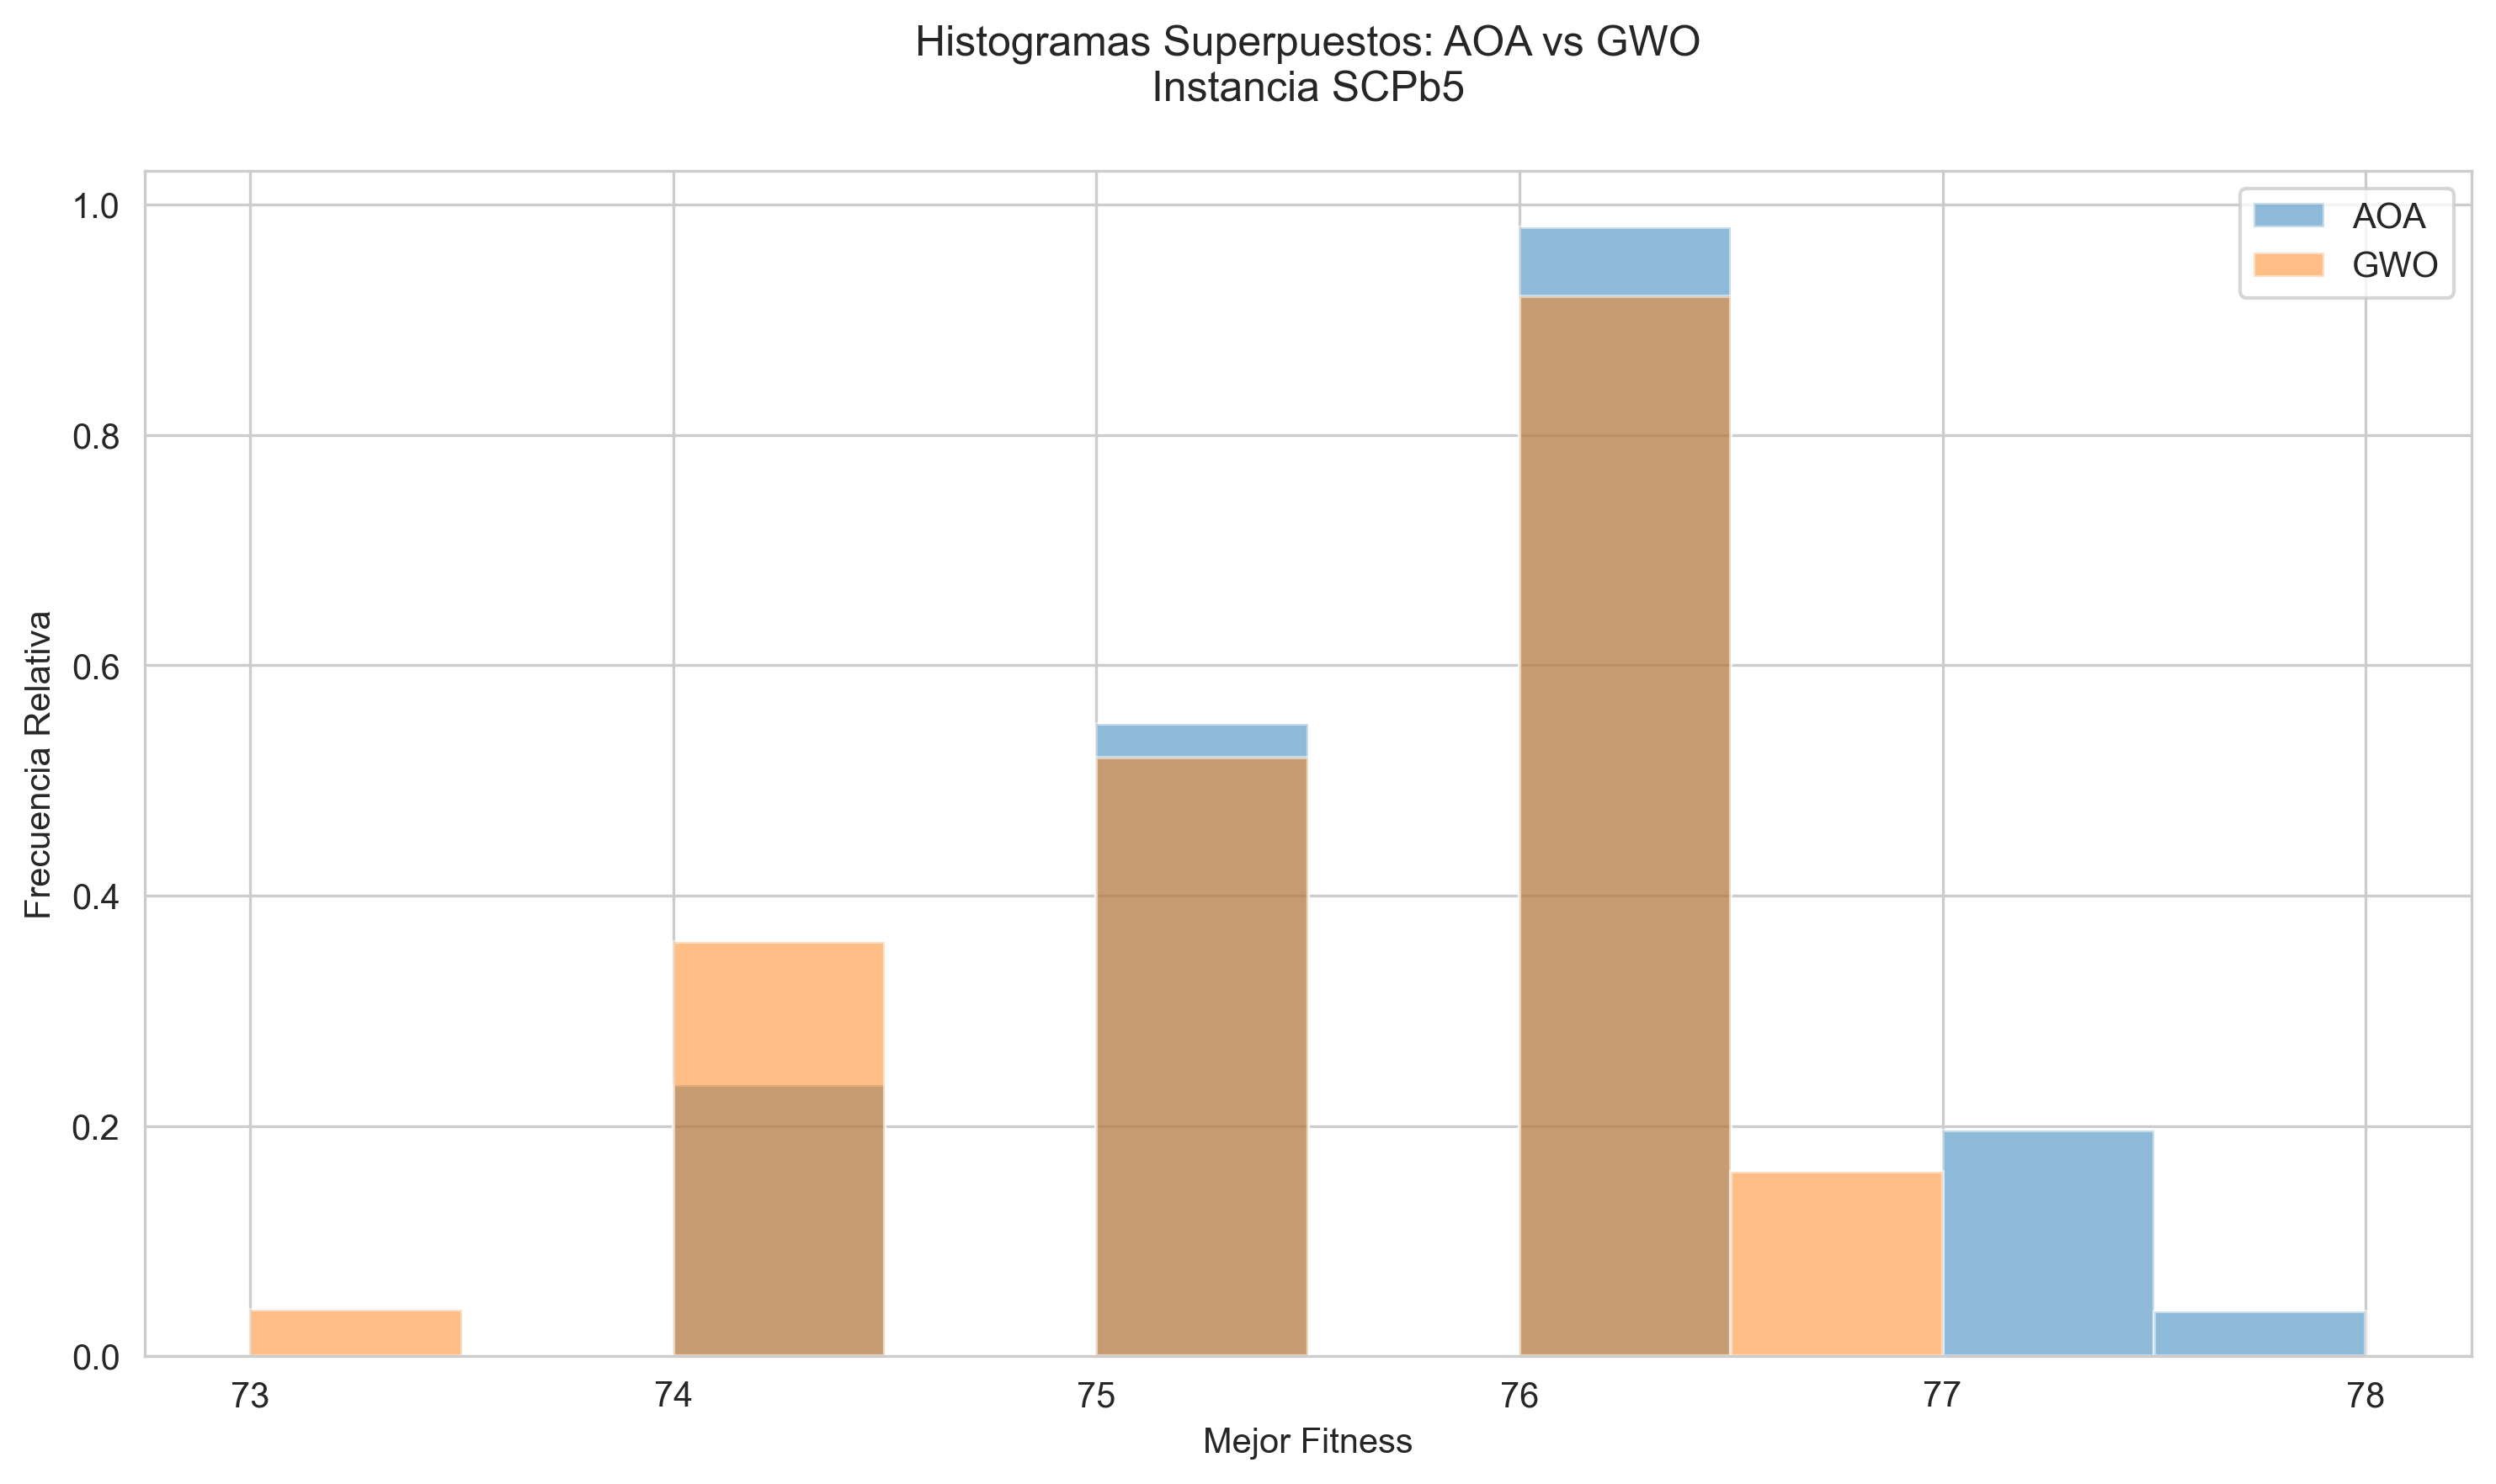 Histogramas Superpuestos: AOA vs GWO
Instancia SCPb5
AOA
GWO
1.0
0.8
0.6
0.4
0.2
0.0
Frecuencia Relativa
73 74 75 76 77 78
Mejor Fitness